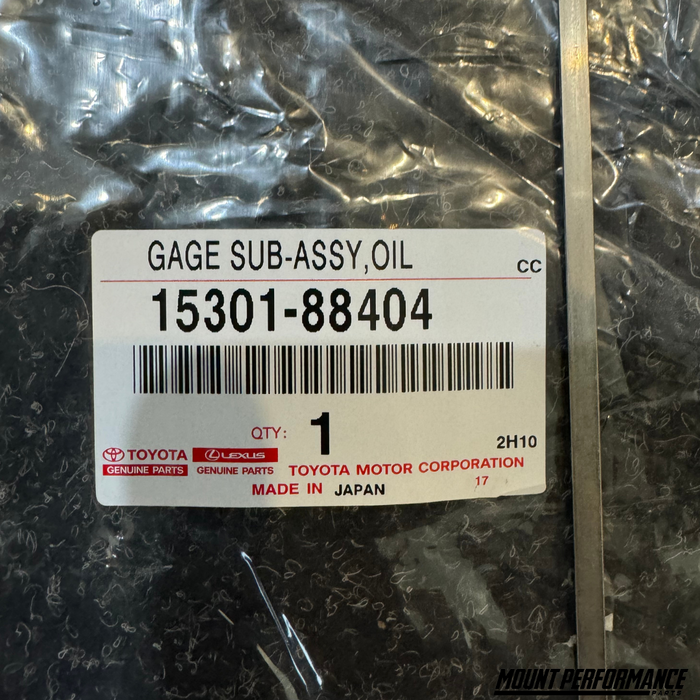 GAGE SUB-ASSY,OIL
CC
15301-88404
QTY: 1
2H10
TOYOTA LEXUS
GENUINE PARTS GENUINE PARTS TOYOTA MOTOR CORPORATION
17
MADE IN JAPAN
MOUNT PERFORMANCE
PARTS